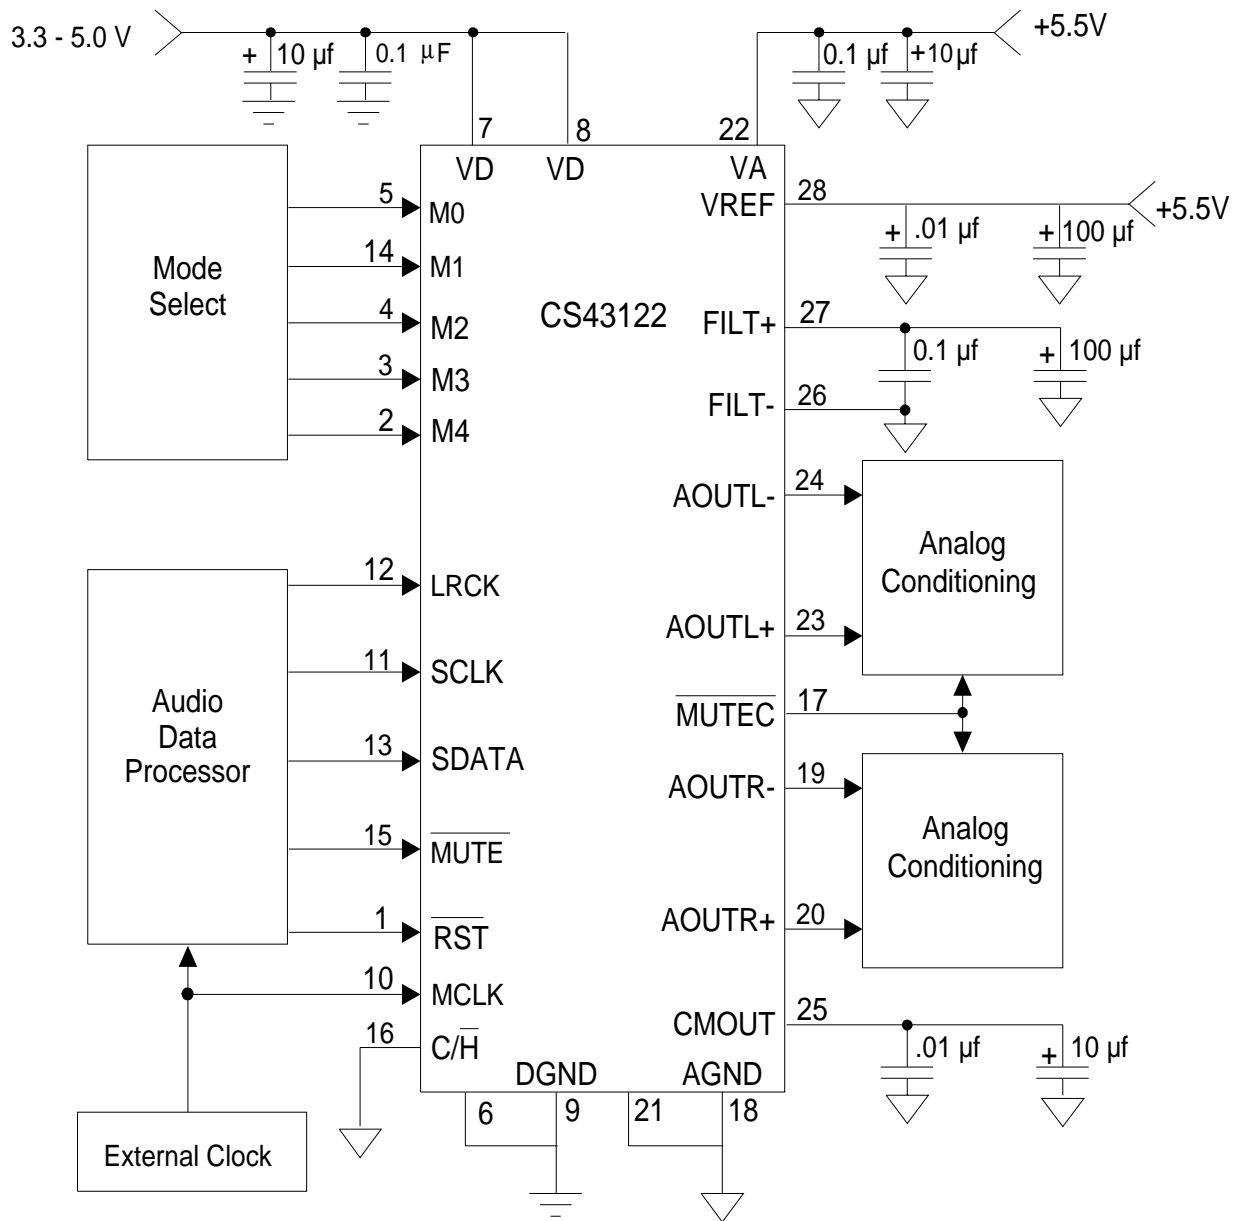 3.3 - 5.0 V
+ 10 µf
0.1 µF
0.1 µf
+10µf
+5.5V
7
8
22
VD
VD
VA
VREF
28
+5.5V
+ .01 µf
+ 100 µf
Mode
Select
5
M0
14
M1
4
M2
3
M3
2
M4
CS43122
FILT+
27
0.1 µf
+ 100 µf
FILT-
26
AOUTL-
24
Analog
Conditioning
AOUTL+
23
MUTEC
17
AOUTR-
19
Analog
Conditioning
AOUTR+
20
Audio
Data
Processor
12
LRCK
11
SCLK
13
SDATA
15
MUTE
1
RST
10
MCLK
16
C/H
CMOUT
25
.01 µf
+ 10 µf
DGND
AGND
6
9
21
18
External Clock